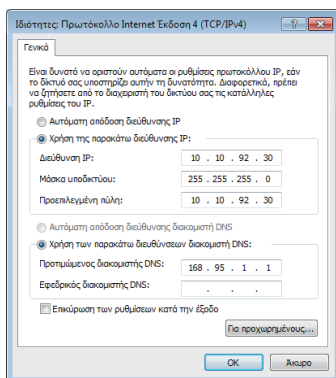 Ιδιότητες: Πρωτόκολλο Internet Έκδοση 4 (TCP/IPv4)
Γενικά
Είναι δυνατό να οριστούν αυτόματα οι ρυθμίσεις πρωτοκόλλου IP, εάν
το δίκτυό σας υποστηρίζει αυτήν τη δυνατότητα. Διαφορετικά, πρέπει
να ζητήσετε από το διαχειριστή του δικτύου σας τις κατάλληλες
ρυθμίσεις του IP.
Αυτόματη απόδοση διεύθυνσης IP
Χρήση της παρακάτω διεύθυνσης IP:
Διεύθυνση IP: 10 . 10 . 92 . 30
Μάσκα υποδικτύου: 255 . 255 . 255 . 0
Προεπιλεγμένη πύλη: 10 . 10 . 92 . 30
Αυτόματη απόδοση διεύθυνσης διακομιστή DNS
Χρήση των παρακάτω διευθύνσεων διακομιστή DNS:
Προτιμώμενος διακομιστής DNS: 168 . 95 . 1 . 1
Εφεδρικός διακομιστής DNS: . . .
Επικύρωση των ρυθμίσεων κατά την έξοδο
Για προχωρημένους...
OK Άκυρο